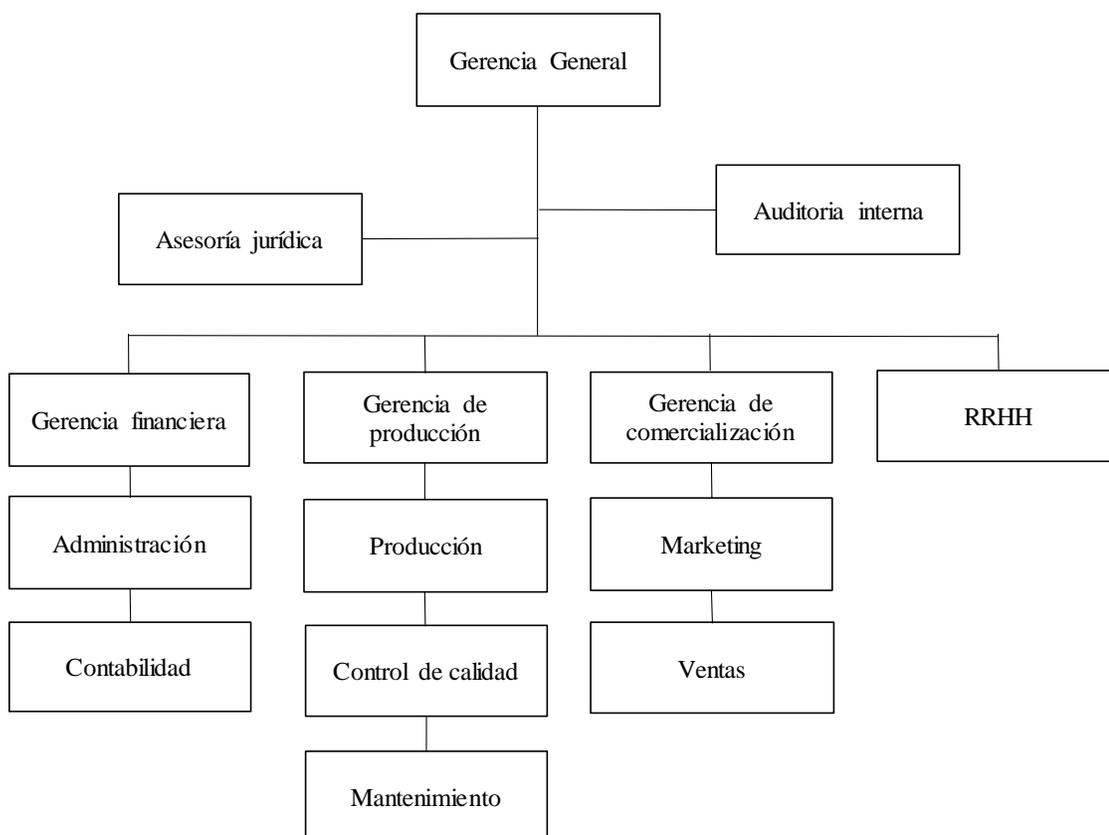 Gerencia General
Auditoria interna
Asesoría jurídica
Gerencia financiera
Gerencia de
producción
Gerencia de
comercialización
RRHH
Administración
Producción
Marketing
Contabilidad
Control de calidad
Ventas
Mantenimiento